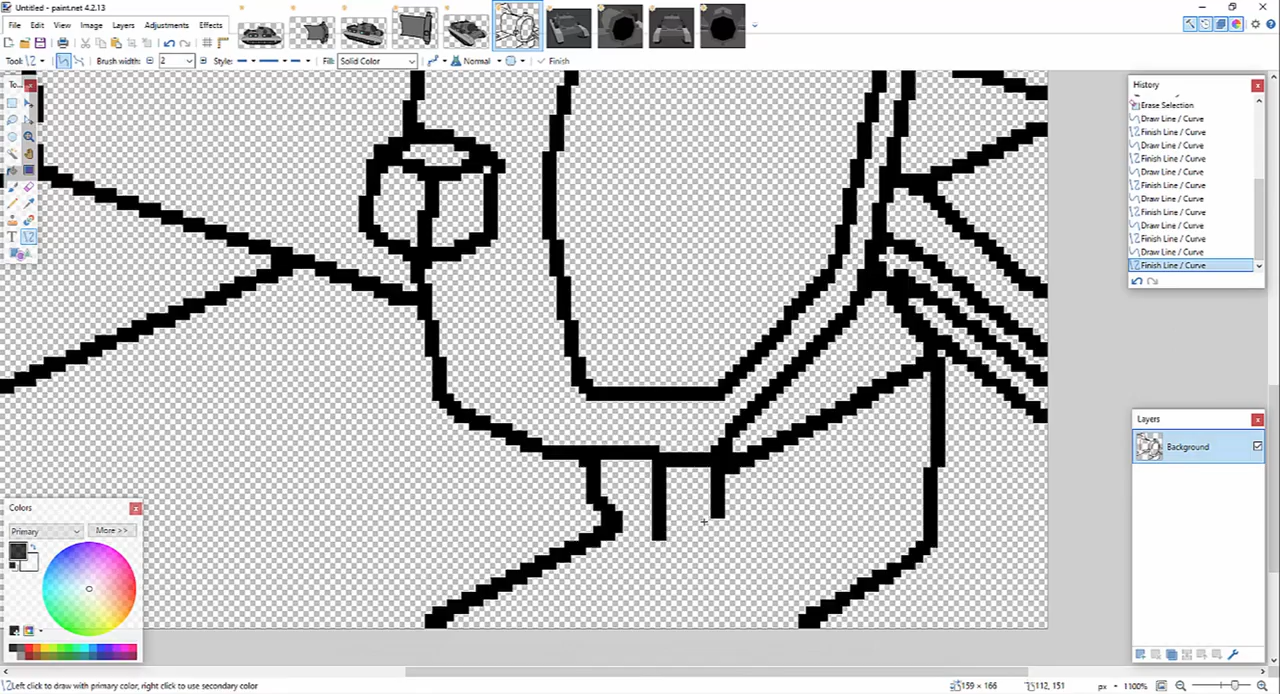 Untitled - paint.net 4.2.13
File Edit View Image Layers Adjustments Effects
Tool: Brush width: 2 Style: Fill: Solid Color Normal Finish
To...
History
Erase Selection
Draw Line / Curve
Finish Line / Curve
Draw Line / Curve
Finish Line / Curve
Draw Line / Curve
Finish Line / Curve
Draw Line / Curve
Finish Line / Curve
Draw Line / Curve
Finish Line / Curve
Draw Line / Curve
Finish Line / Curve
Layers
Background
Colors
Primary More >>
Left click to draw with primary color, right click to use secondary color
159 × 166 112, 151 px 1100%